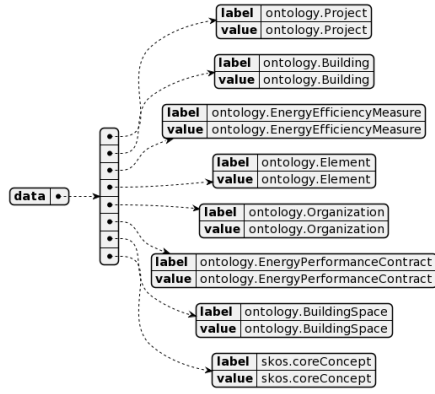 label ontology.Project
value ontology.Project
label ontology.Building
value ontology.Building
label ontology.EnergyEfficiencyMeasure
value ontology.EnergyEfficiencyMeasure
label ontology.Element
value ontology.Element
data
label ontology.Organization
value ontology.Organization
label ontology.EnergyPerformanceContract
value ontology.EnergyPerformanceContract
label ontology.BuildingSpace
value ontology.BuildingSpace
label skos.coreConcept
value skos.coreConcept